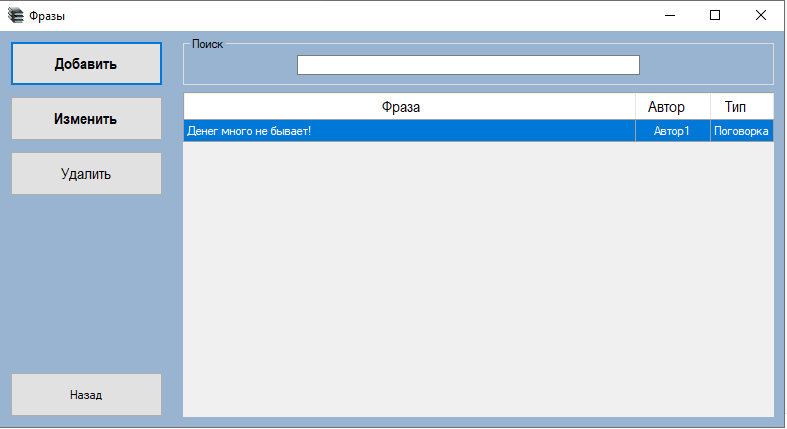 Фразы
Добавить
Изменить
Удалить
Назад
Поиск
Фраза Автор Тип
Денег много не бывает! Автор1 Поговорка